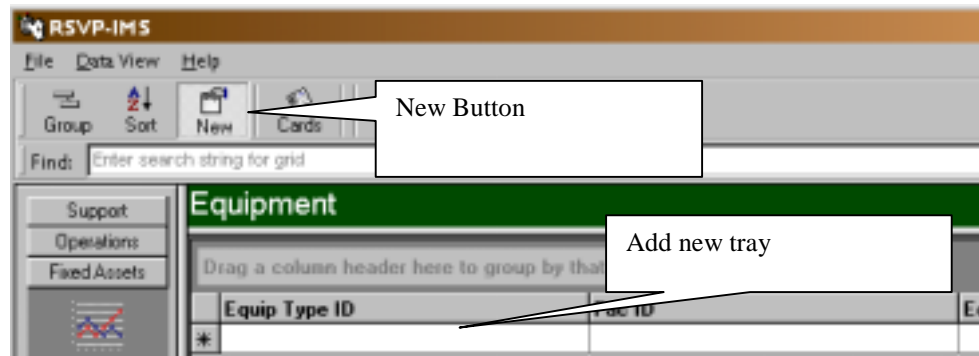 RSVP-IMS
File Data View Help
Group Sort New Cards
New Button
Find: Enter search string for grid
Support
Operations
Fixed Assets
Equipment
Add new tray
Drag a column header here to group by that
Equip Type ID